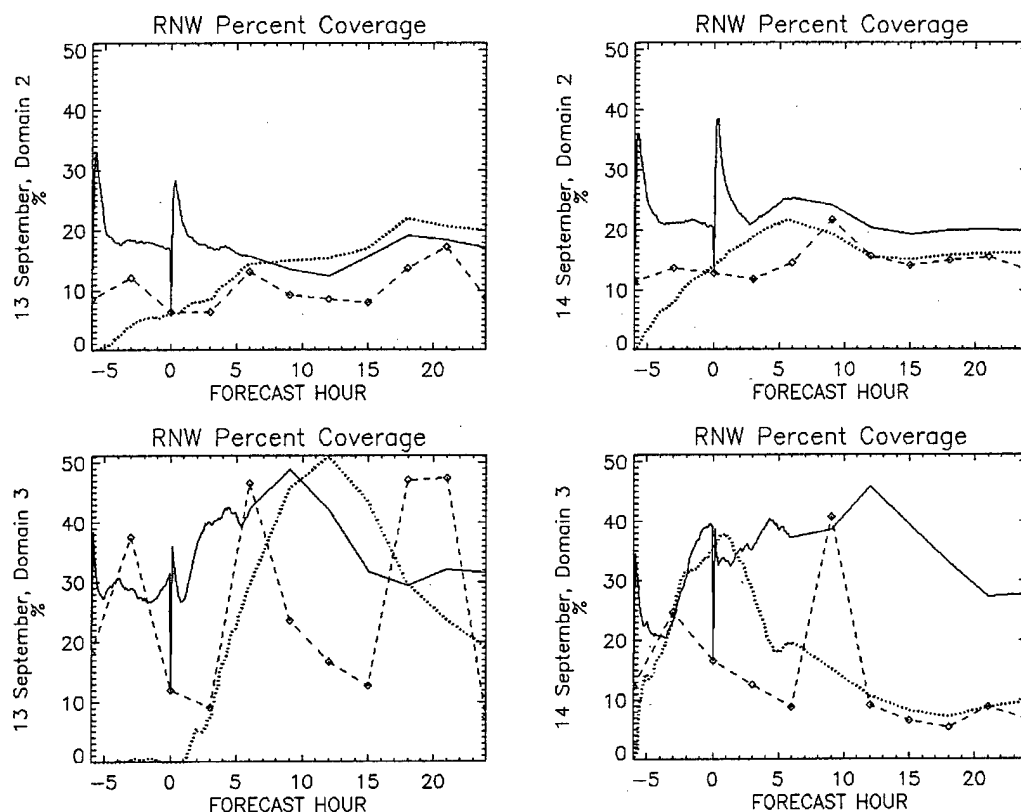 RNW Percent Coverage
13 September, Domain 2
%
50
40
30
20
10
0
-5 0 5 10 15 20
FORECAST HOUR
RNW Percent Coverage
14 September, Domain 2
%
50
40
30
20
10
0
-5 0 5 10 15 20
FORECAST HOUR
RNW Percent Coverage
13 September, Domain 3
%
50
40
30
20
10
0
-5 0 5 10 15 20
FORECAST HOUR
RNW Percent Coverage
14 September, Domain 3
%
50
40
30
20
10
0
-5 0 5 10 15 20
FORECAST HOUR